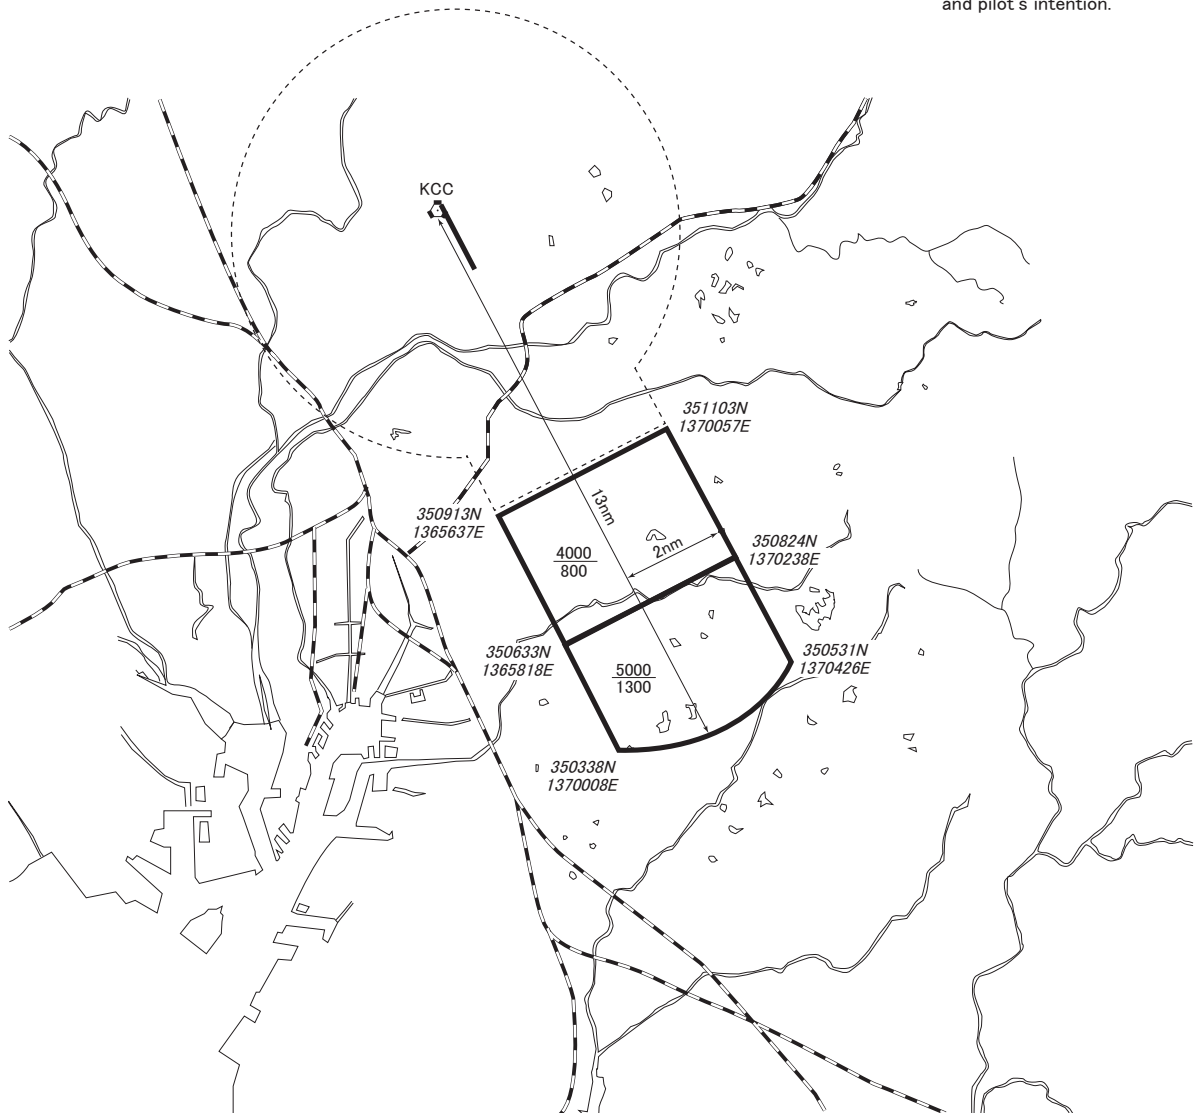 and pilot's intention.
KCC
351103N
1370057E
13nm
350913N
1365637E
2nm
350824N
1370238E
4000
800
350633N
1365818E
350531N
1370426E
5000
1300
350338N
1370008E